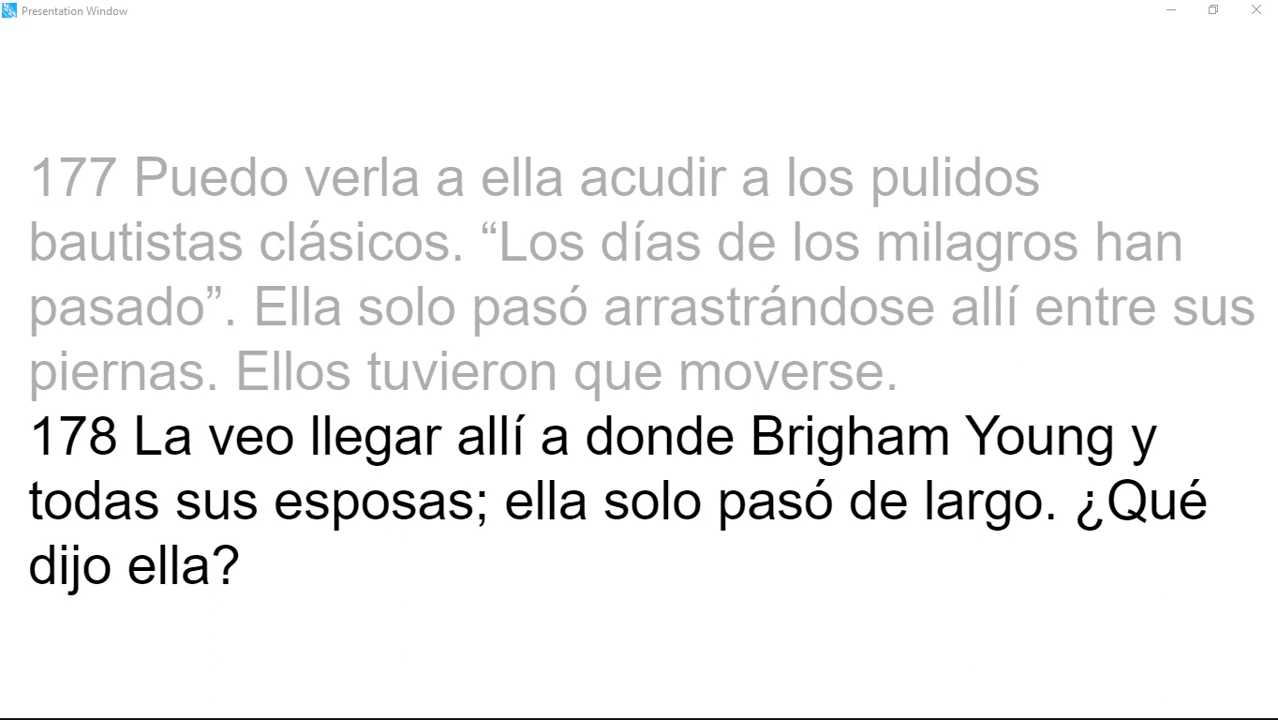 Presentation Window
177 Puedo verla a ella acudir a los pulidos
bautistas clásicos. “Los días de los milagros han
pasado”. Ella solo pasó arrastrándose allí entre sus
piernas. Ellos tuvieron que moverse.
178 La veo llegar allí a donde Brigham Young y
todas sus esposas; ella solo pasó de largo. ¿Qué
dijo ella?